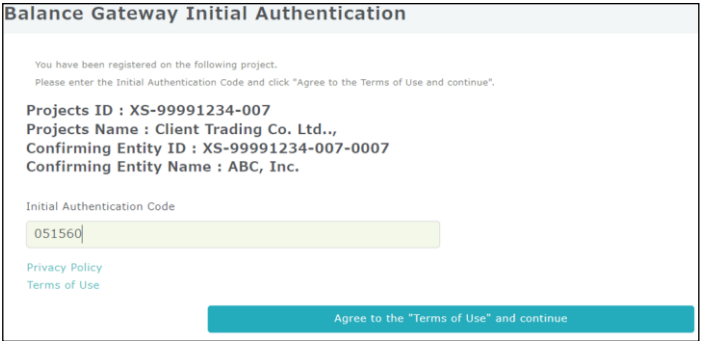 Balance Gateway Initial Authentication
You have been registered on the following project.
Please enter the Initial Authentication Code and click "Agree to the Terms of Use and continue".
Projects ID : XS-99991234-007
Projects Name : Client Trading Co. Ltd..,
Confirming Entity ID : XS-99991234-007-0007
Confirming Entity Name : ABC, Inc.
Initial Authentication Code
051560
Privacy Policy
Terms of Use
Agree to the "Terms of Use" and continue